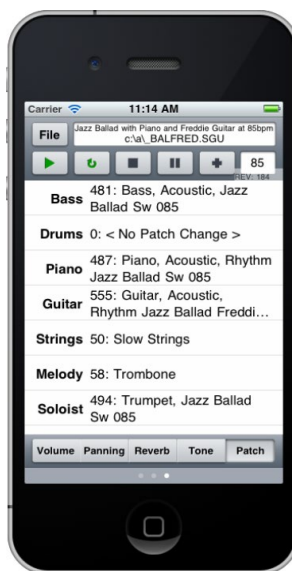 Carrier 11:14 AM
File
Jazz Ballad with Piano and Freddie Guitar at 85bpm
c:\a\_BALFRED.SGU
85
REV: 184
Bass 481: Bass, Acoustic, Jazz
Ballad Sw 085
Drums 0: < No Patch Change >
Piano 487: Piano, Acoustic, Rhythm
Jazz Ballad Sw 085
Guitar 555: Guitar, Acoustic,
Rhythm Jazz Ballad Freddi...
Strings 50: Slow Strings
Melody 58: Trombone
Soloist 494: Trumpet, Jazz Ballad
Sw 085
Volume Panning Reverb Tone Patch